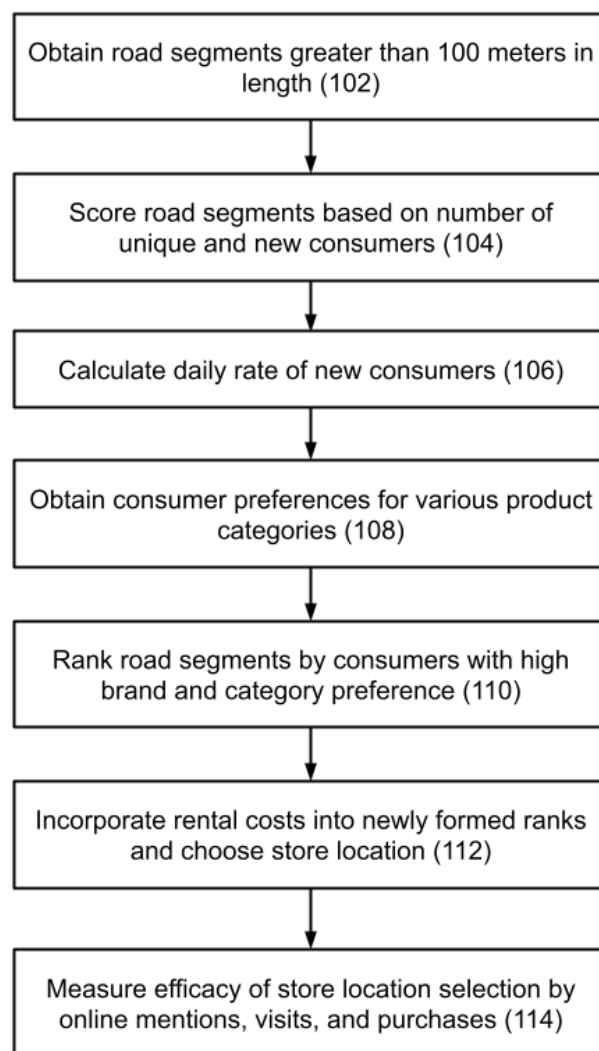 Obtain road segments greater than 100 meters in
length (102)
Score road segments based on number of
unique and new consumers (104)
Calculate daily rate of new consumers (106)
Obtain consumer preferences for various product
categories (108)
Rank road segments by consumers with high
brand and category preference (110)
Incorporate rental costs into newly formed ranks
and choose store location (112)
Measure efficacy of store location selection by
online mentions, visits, and purchases (114)